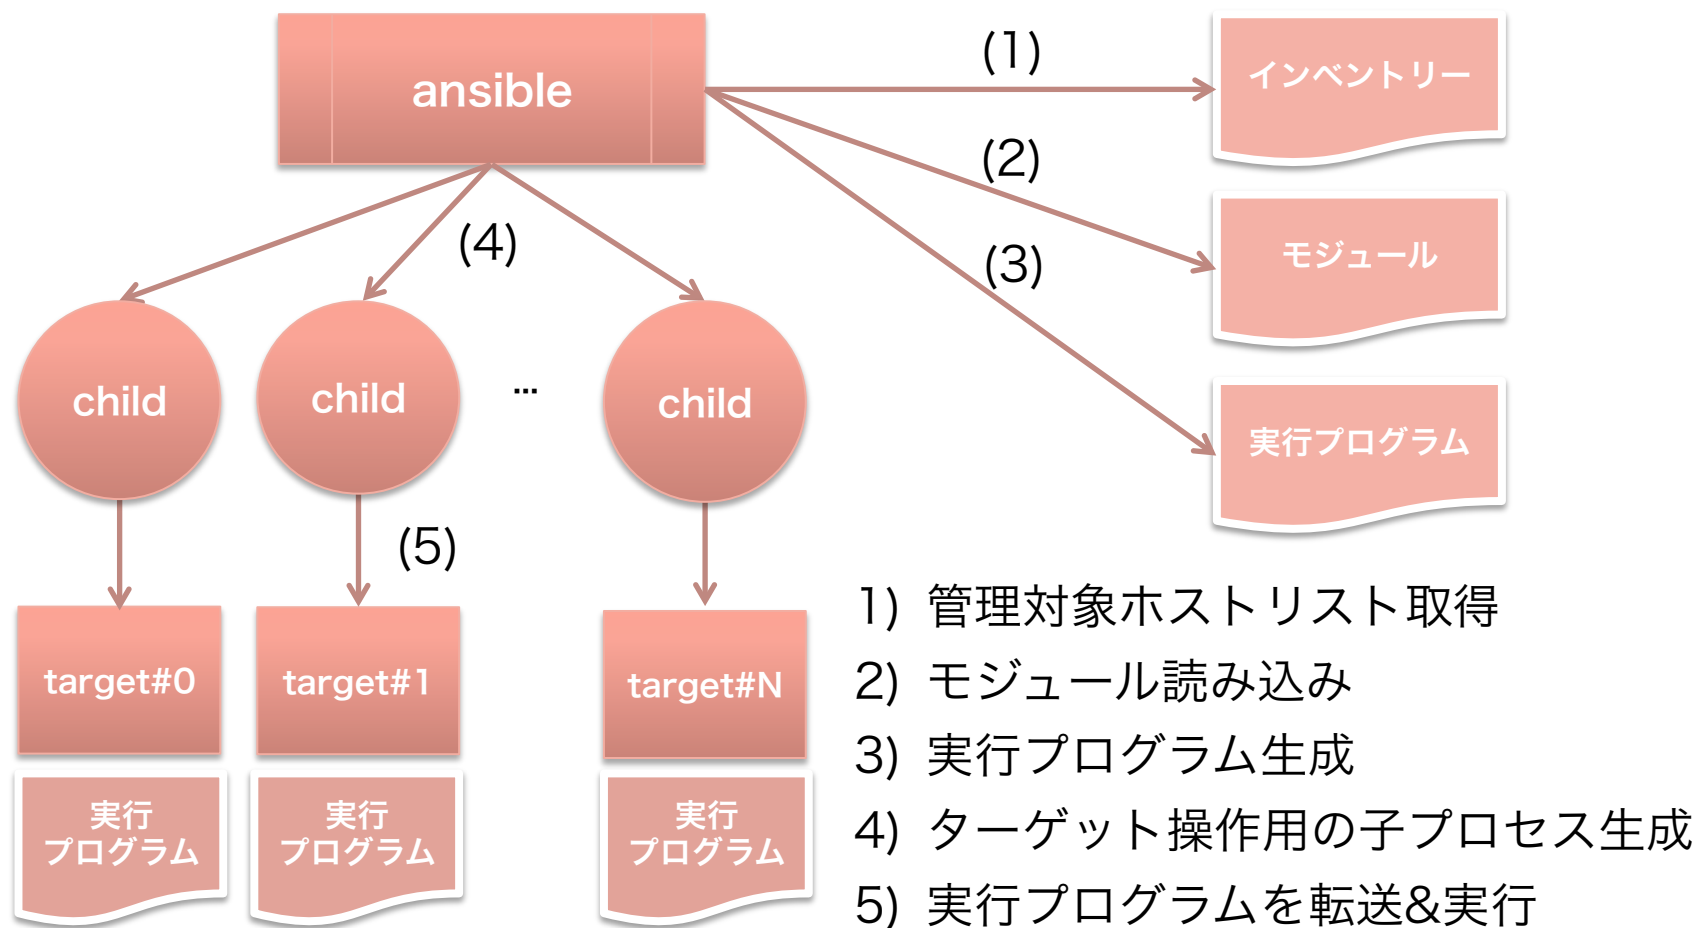 ansible
(1)
インベントリー
(2)
モジュール
(3)
実行プログラム
(4)
child
child
...
child
(5)
target#0
target#1
target#N
実行
プログラム
実行
プログラム
実行
プログラム
1) 管理対象ホストリスト取得
2) モジュール読み込み
3) 実行プログラム生成
4) ターゲット操作用の子プロセス生成
5) 実行プログラムを転送&実行